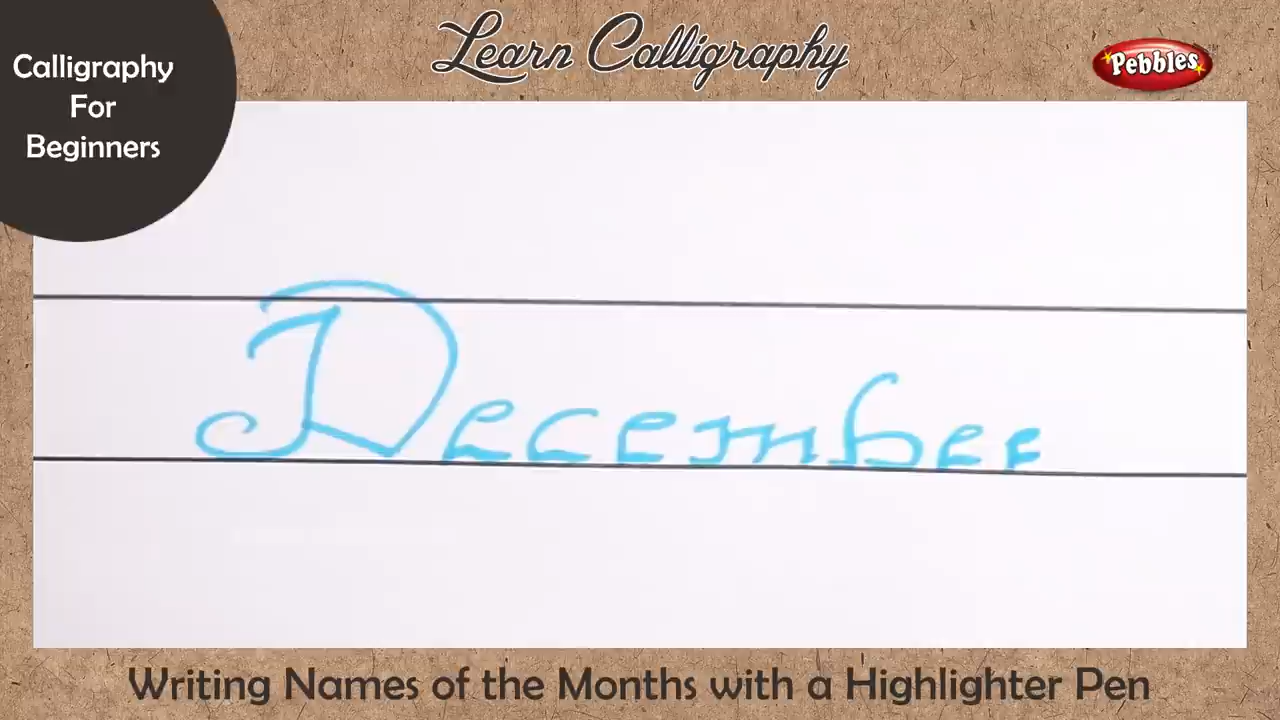 Calligraphy
For
Beginners
Learn Calligraphy
Pebbles
December
Writing Names of the Months with a Highlighter Pen